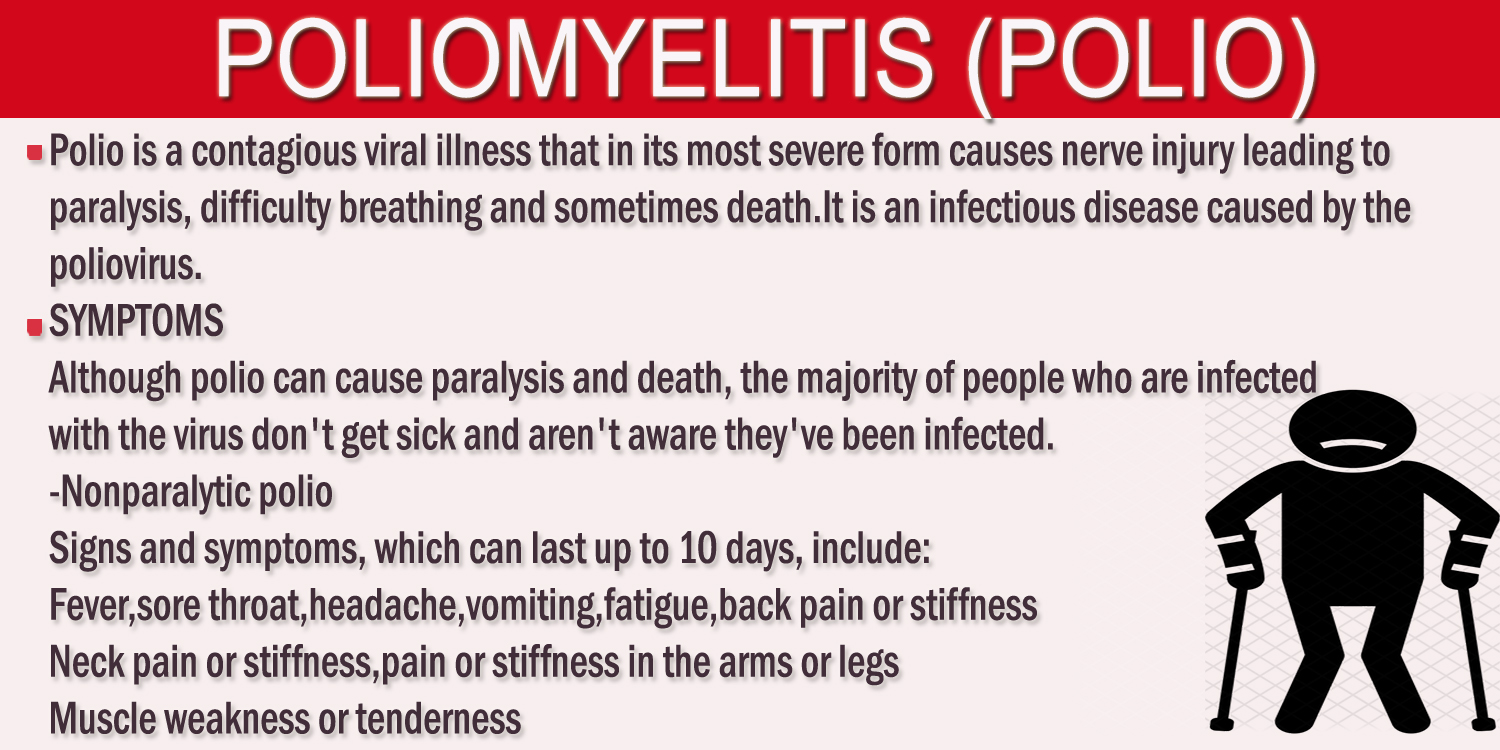 POLIOMYELITIS (POLIO)
Polio is a contagious viral illness that in its most severe form causes nerve injury leading to
paralysis, difficulty breathing and sometimes death.It is an infectious disease caused by the
poliovirus.
SYMPTOMS
Although polio can cause paralysis and death, the majority of people who are infected
with the virus don't get sick and aren't aware they've been infected.
-Nonparalytic polio
Signs and symptoms, which can last up to 10 days, include:
Fever,sore throat,headache,vomiting,fatigue,back pain or stiffness
Neck pain or stiffness,pain or stiffness in the arms or legs
Muscle weakness or tenderness